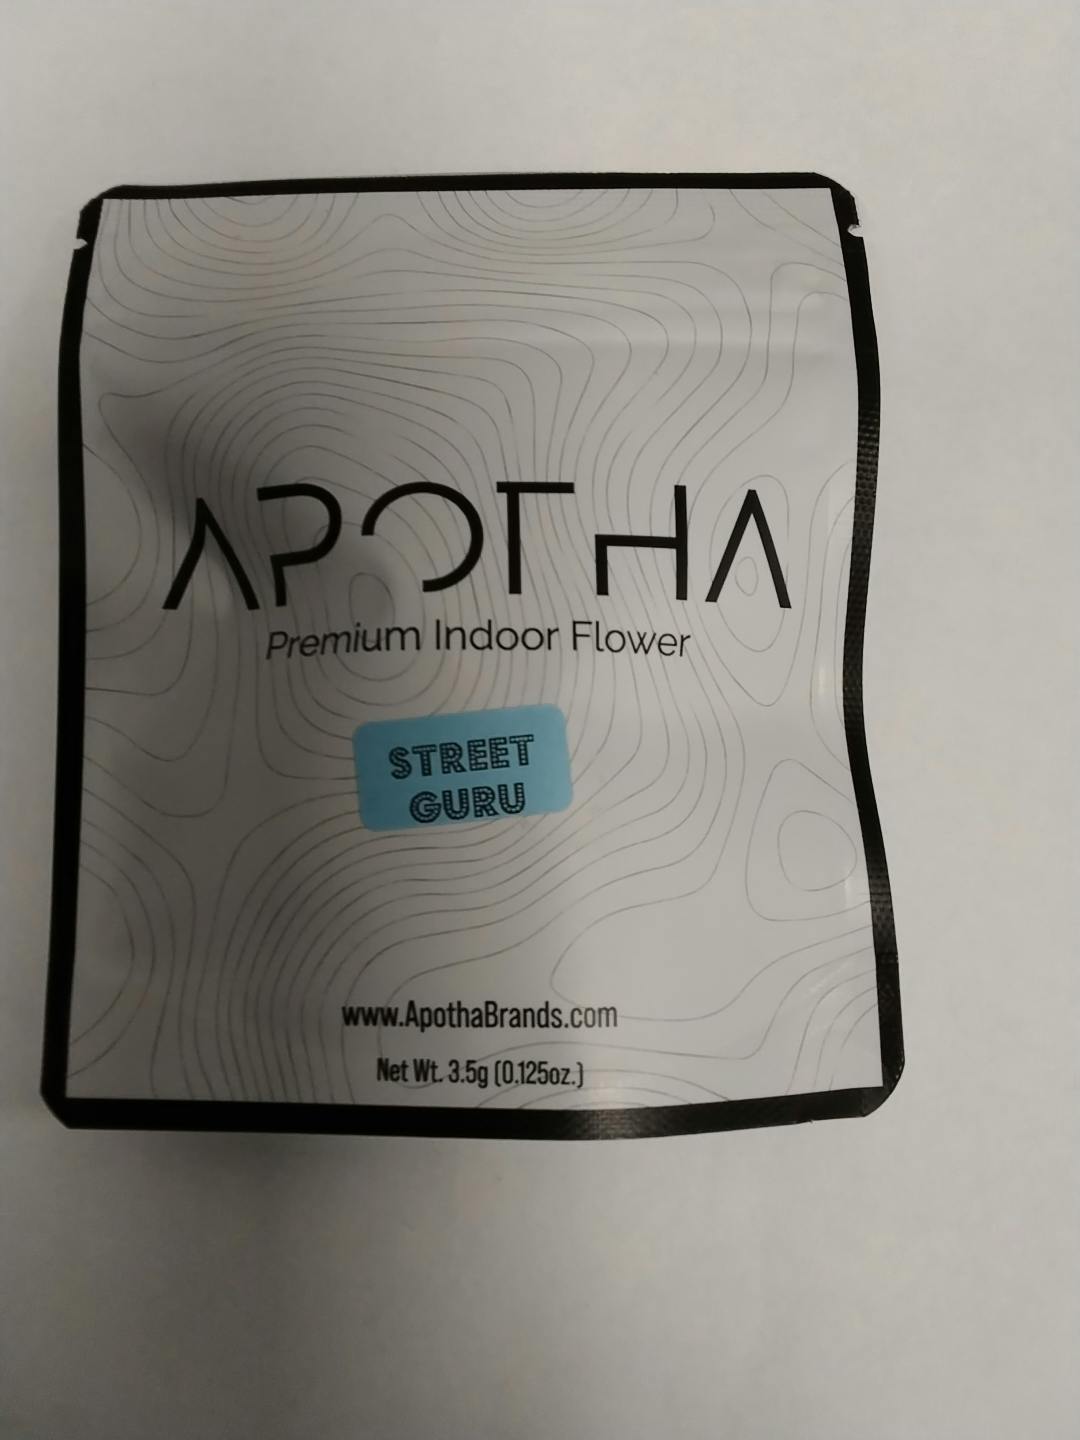 APOTHA
Premium Indoor Flower
STREET
GURU
www.ApothaBrands.com
Net Wt. 3.5g (0.125oz.)